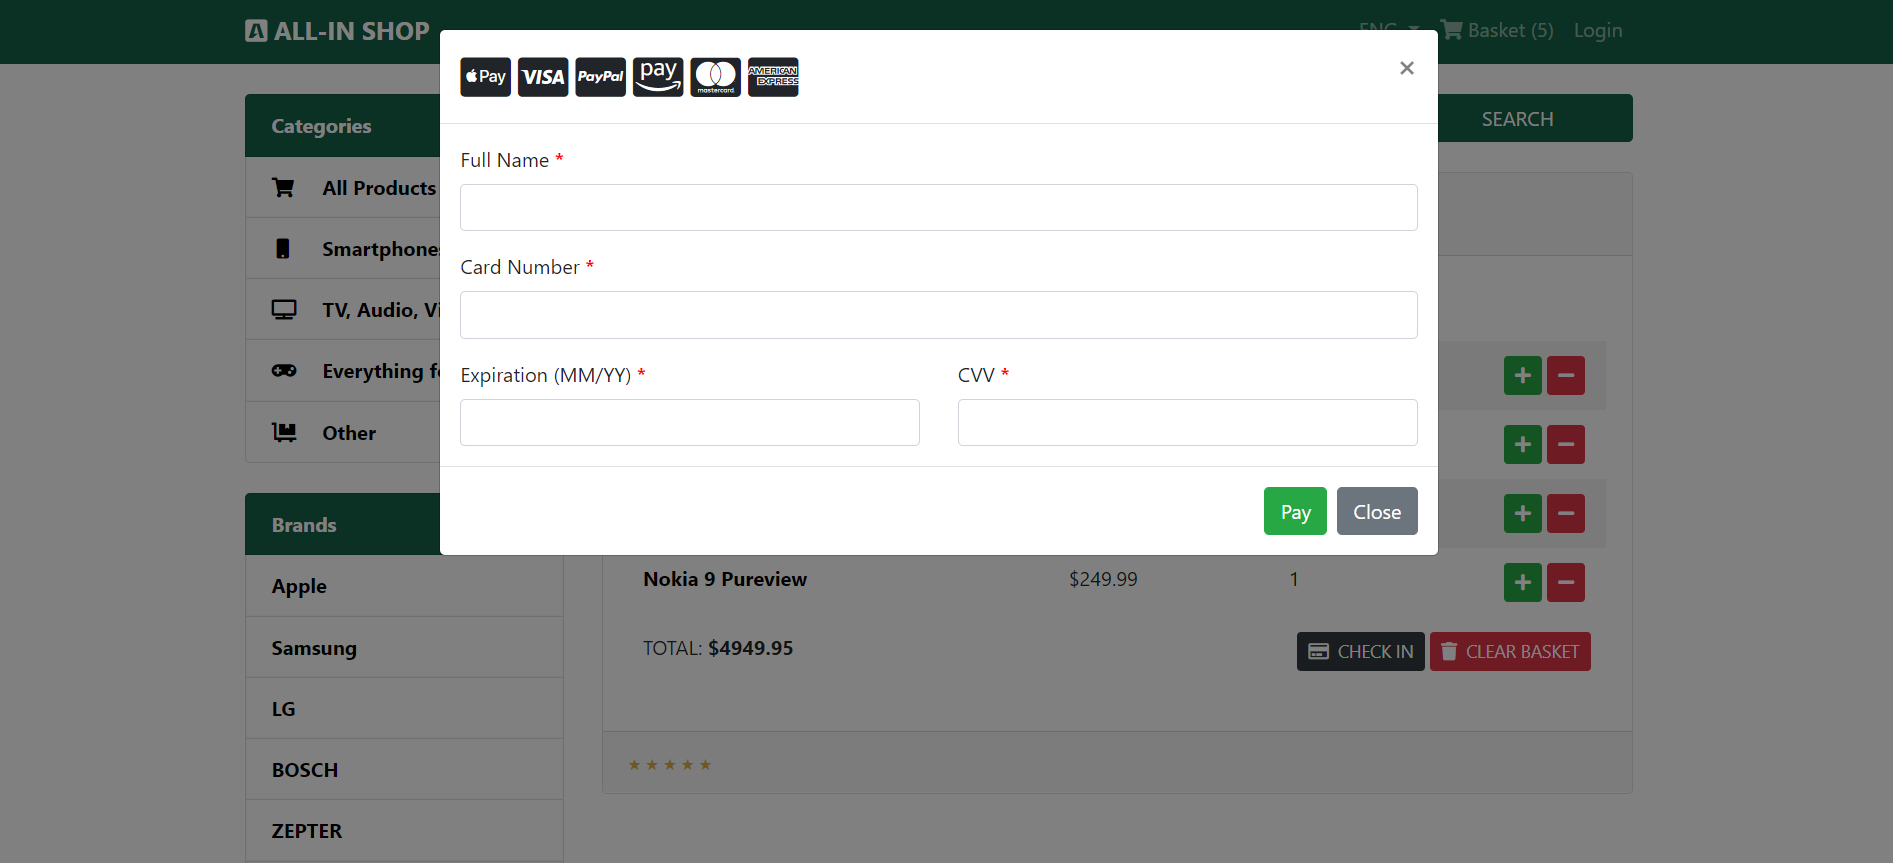 ALL-IN SHOP
ENG
Basket (5)
Login
Pay
VISA
PayPal
pay
mastercard
AMERICAN EXPRESS
×
Categories
SEARCH
Full Name *
All Products
Smartphones
Card Number *
TV, Audio, Vi
Everything f
Expiration (MM/YY) *
CVV *
Other
Pay
Close
Brands
Nokia 9 Pureview $249.99 1
Apple
TOTAL: $4949.95
CHECK IN
CLEAR BASKET
Samsung
LG
BOSCH
ZEPTER